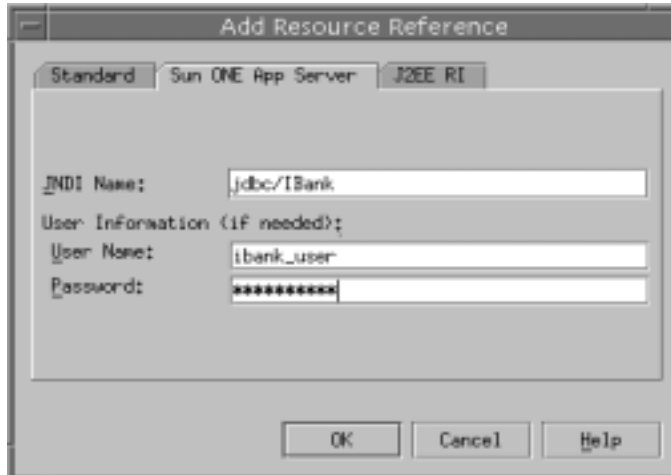 Add Resource Reference
Standard Sun ONE App Server J2EE RI
JNDI Name: jdbc/IBank
User Information (if needded):
User Name: ibank_user
Password: **********
OK Cancel Help